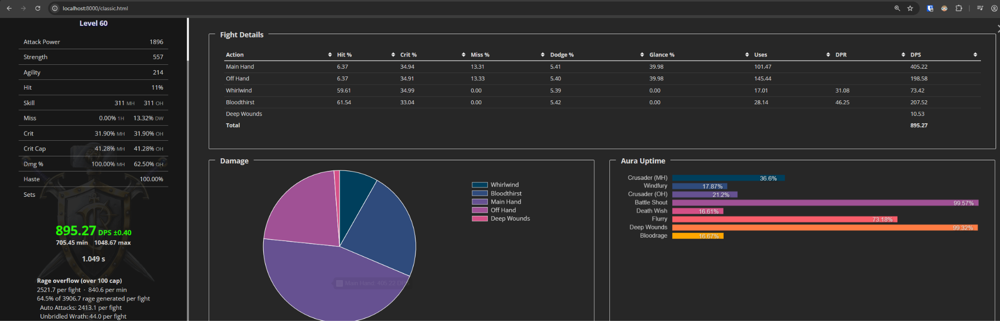 localhost:8000/classic.html
Level 60
Attack Power 1896
Strength 557
Agility 214
Hit 11%
Skill 311 MH 311 OH
Miss 0.00% 1H 13.32% DW
Crit 31.90% MH 31.90% OH
Crit Cap 41.28% MH 41.28% OH
Dmg % 100.00% MH 62.50% OH
Haste 100.00%
Sets
895.27 DPS ±0.40
705.45 min 1048.67 max
1.049 s
Rage overflow (over 100 cap)
2521.7 per fight · 840.6 per min
64.5% of 3906.7 rage generated per fight
Auto Attacks: 2413.1 per fight
Unbridled Wrath: 44.0 per fight
Fight Details
Action Hit % Crit % Miss % Dodge % Glance % Uses DPR DPS
Main Hand 6.37 34.94 13.31 5.41 39.98 101.47 405.22
Off Hand 6.37 34.91 13.33 5.40 39.98 145.44 198.58
Whirlwind 59.61 34.99 0.00 5.39 0.00 17.01 31.08 73.42
Bloodthirst 61.54 33.04 0.00 5.42 0.00 28.14 46.25 207.52
Deep Wounds 10.53
Total 895.27
Damage
Whirlwind
Bloodthirst
Main Hand
Off Hand
Deep Wounds
Main Hand: 405.22 DPS
Aura Uptime
Crusader (MH) 36.6%
Windfury 17.87%
Crusader (OH) 21.2%
Battle Shout 99.57%
Death Wish 16.61%
Flurry 73.18%
Deep Wounds 99.32%
Bloodrage 16.67%